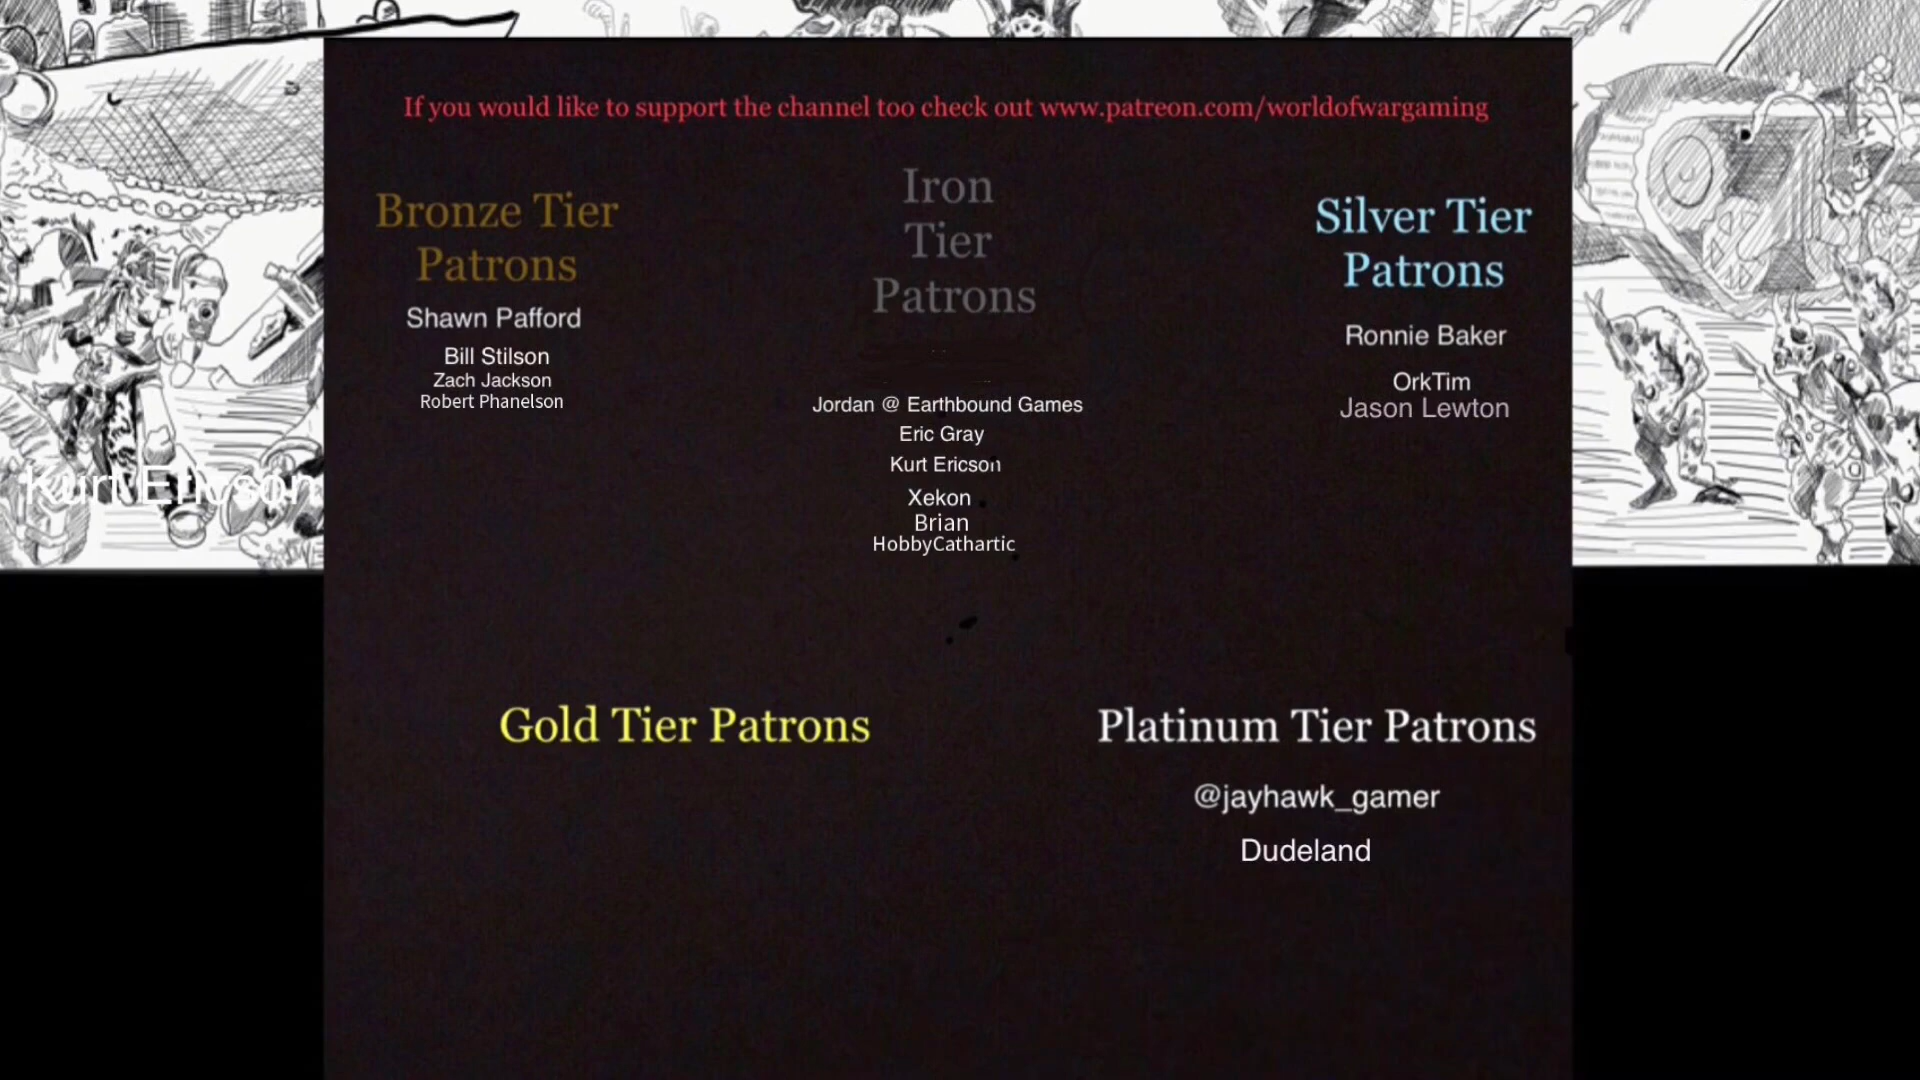 If you would like to support the channel too check out www.patreon.com/worldofwargaming
Bronze Tier
Patrons
Shawn Pafford
Bill Stilson
Zach Jackson
Robert Phanelson
Iron
Tier
Patrons
Jordan @ Earthbound Games
Eric Gray
Kurt Ericson
Xekon
Brian
HobbyCathartic
Silver Tier
Patrons
Ronnie Baker
OrkTim
Jason Lewton
Kurt Ericson
Gold Tier Patrons
Platinum Tier Patrons
@jayhawk_gamer
Dudeland